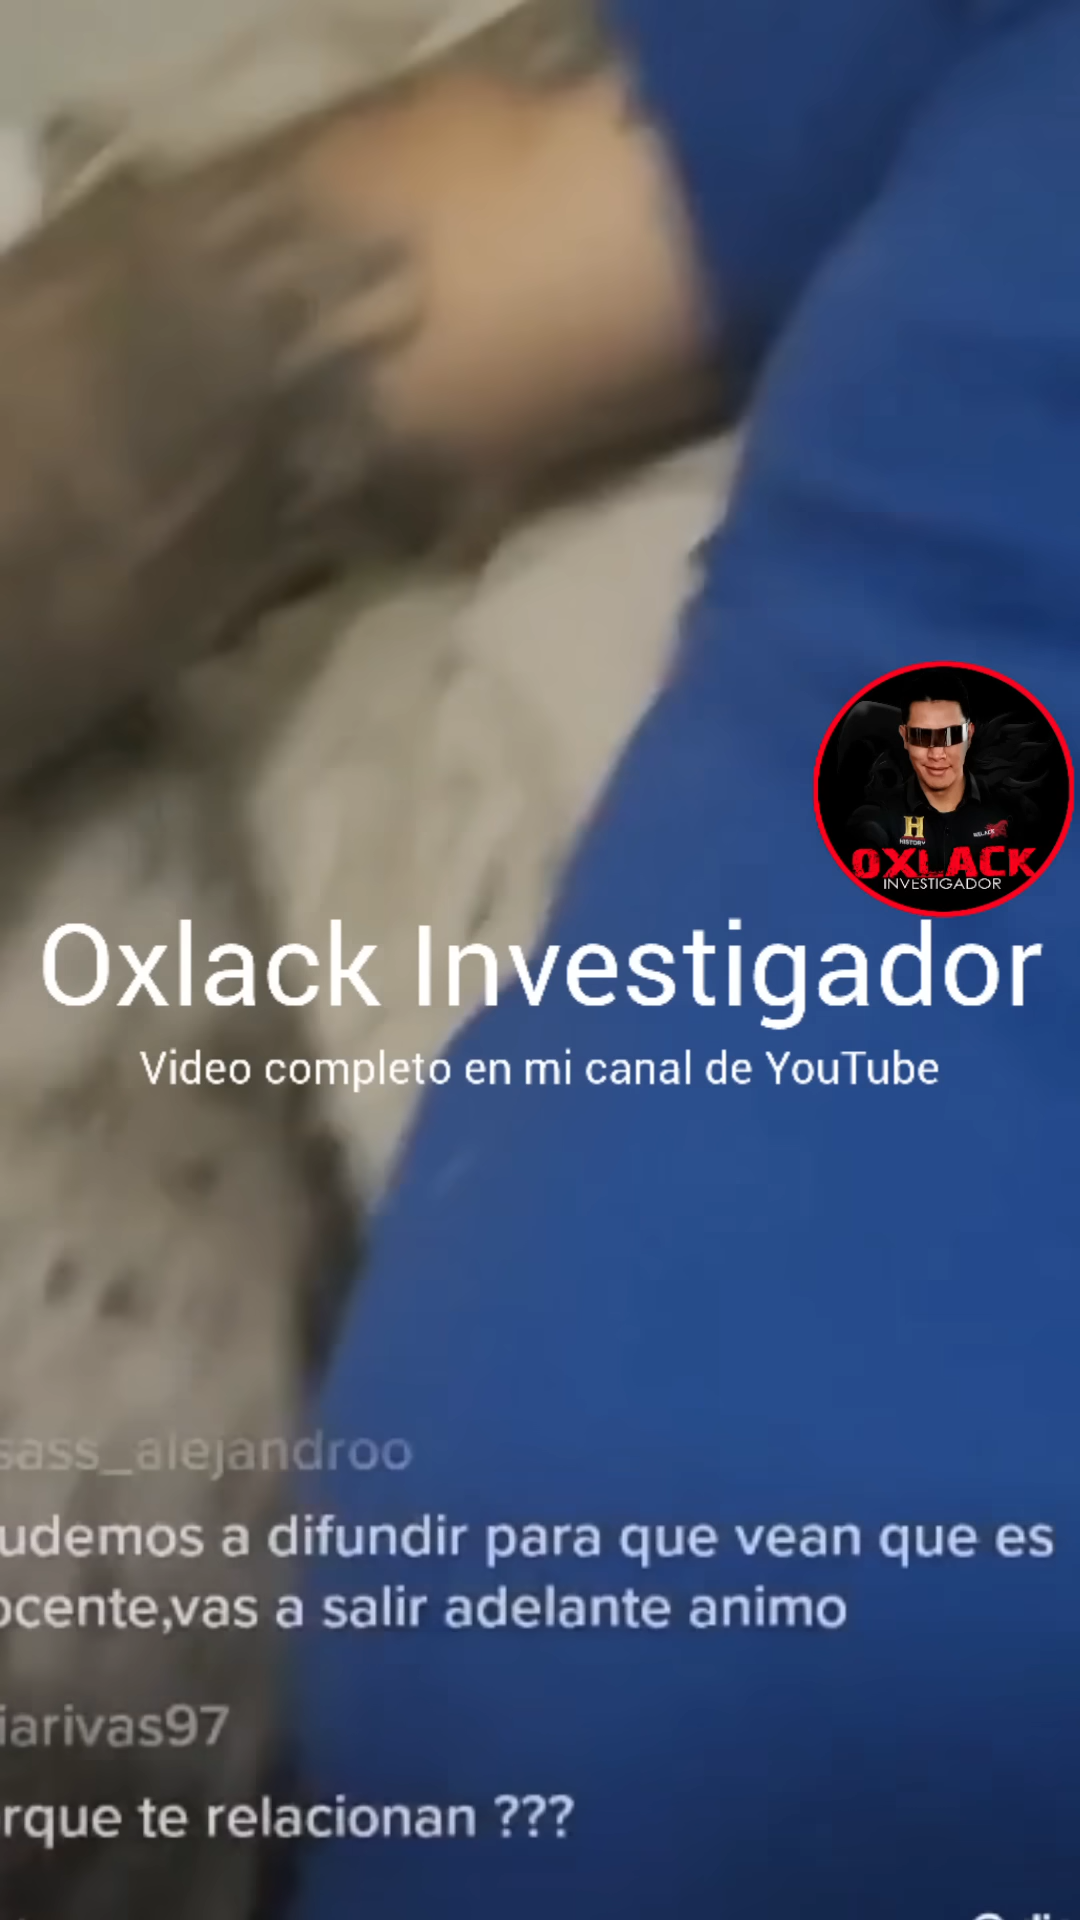 H
HISTORY
OXLACK
INVESTIGADOR
Oxlack Investigador
Video completo en mi canal de YouTube
sass_alejandroo
udemos a difundir para que vean que es
ocente,vas a salir adelante animo
iarivas97
rque te relacionan ???